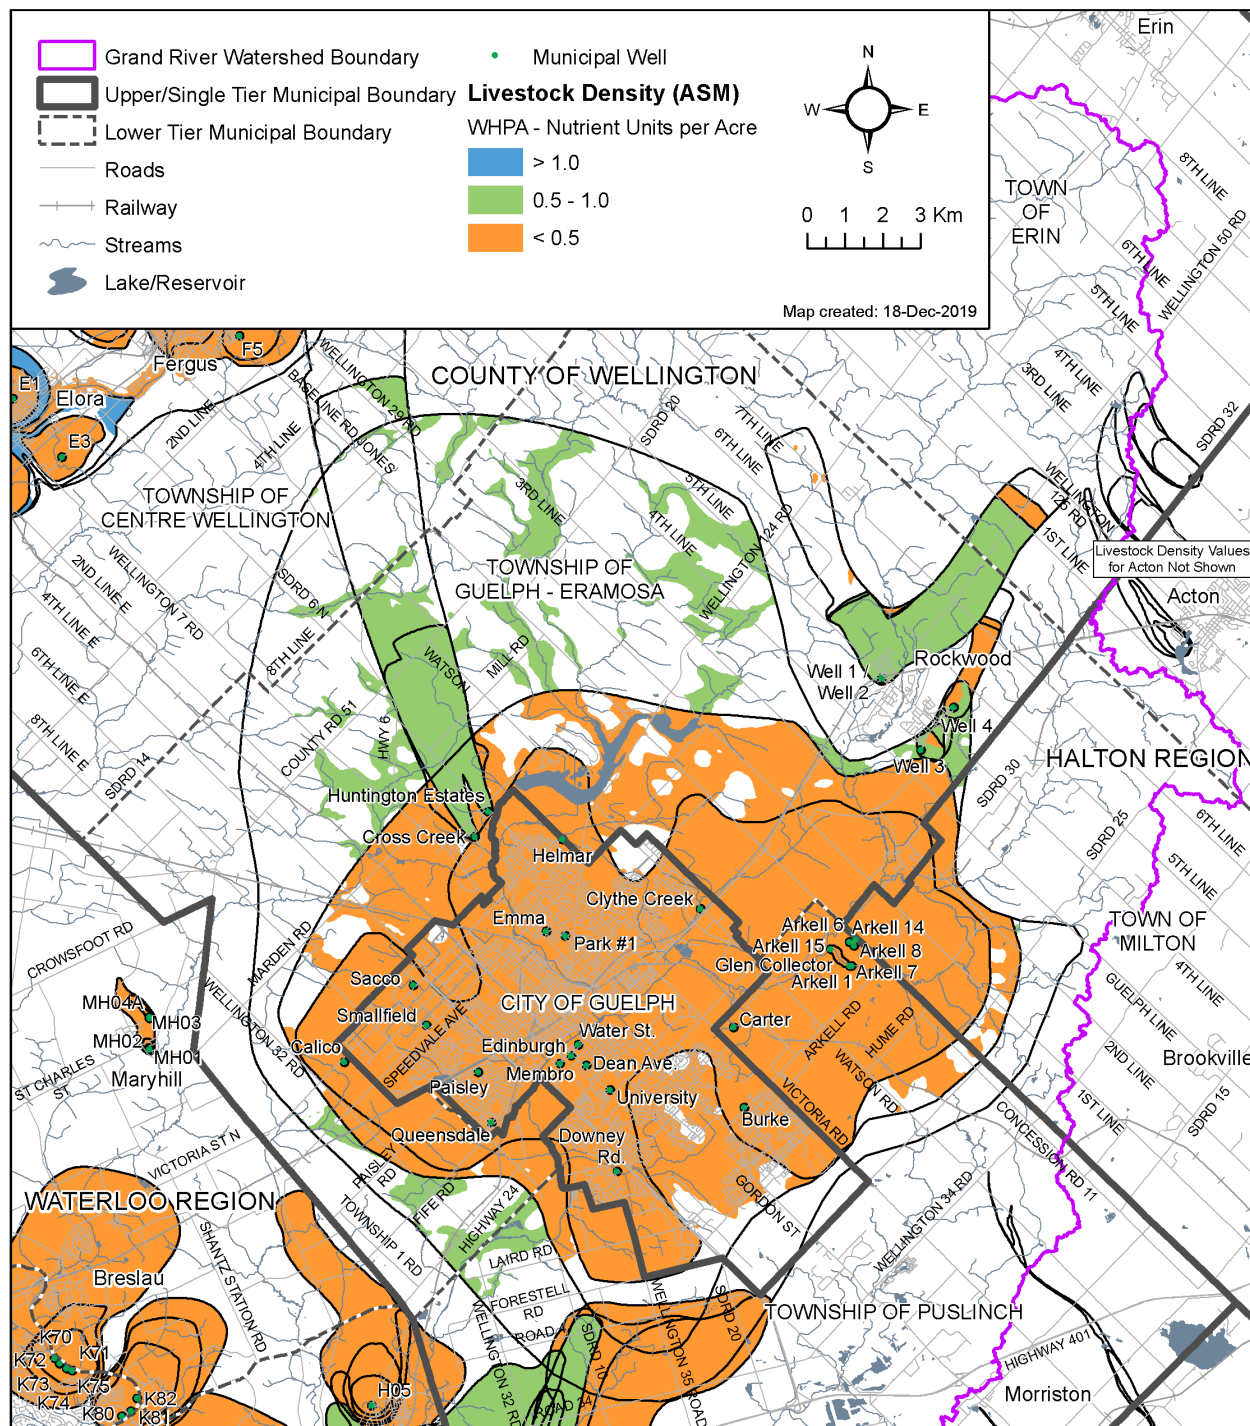 Grand River Watershed Boundary
Upper/Single Tier Municipal Boundary
Lower Tier Municipal Boundary
Roads
Railway
Streams
Lake/Reservoir
Municipal Well
Livestock Density (ASM)
WHPA - Nutrient Units per Acre
> 1.0
0.5 - 1.0
< 0.5
N
W
E
S
0 1 2 3 Km
Map created: 18-Dec-2019
Erin
8TH LINE
TOWN
OF
ERIN
WELLINGTON 50 RD
6TH LINE
5TH LINE
4TH LINE
3RD LINE
SDRD 32
F5
Fergus
E1
Elora
E3
2ND LINE
4TH LINE
WELLINGTON 29 RD
BASELINE RD JONES
COUNTY OF WELLINGTON
SDRD 20
7TH LINE
6TH LINE
5TH LINE
4TH LINE
3RD LINE
WELLINGTON 124 RD
WELLINGTON
125 RD
1ST LINE
Livestock Density Values
for Acton Not Shown
Acton
TOWNSHIP OF
CENTRE WELLINGTON
TOWNSHIP OF
GUELPH - ERAMOSA
WELLINGTON 7 RD
2ND LINE E
4TH LINE E
6TH LINE E
8TH LINE E
SDRD 6 N
8TH LINE
SDRD 14
COUNTY RD 51
HWY 6
WATSON
MILL RD
Rockwood
Well 1 /
Well 2
Well 4
Well 3
HALTON REGION
SDRD 30
SDRD 25
6TH LINE
5TH LINE
Huntington Estates
Cross Creek
Helmar
Clythe Creek
Emma
Park #1
Arkell 6
Arkell 14
Arkell 15
Arkell 8
Glen Collector
Arkell 7
Arkell 1
TOWN OF
MILTON
4TH LINE
GUELPH LINE
2ND LINE
1ST LINE
Brookville
SDRD 15
CROWSFOOT RD
MARDEN RD
WELLINGTON 32 RD
MH04A
MH03
MH02
MH01
Maryhill
ST CHARLES
ST
Sacco
CITY OF GUELPH
Smallfield
SPEEDVALE AVE
Calico
Water St.
Edinburgh
Membro
Dean Ave.
Paisley
University
Carter
ARKELL RD
HUME RD
WATSON RD
VICTORIA RD
Burke
Queensdale
Downey
Rd.
GORDON ST
CONCESSION RD 11
WELLINGTON 34 RD
VICTORIA ST N
PAISLEY
RD
FIFE RD
HIGHWAY 24
TOWNSHIP 1 RD
LAIRD RD
FORESTELL
RD
WATERLOO REGION
Breslau
SHANTZ STATION RD
TOWNSHIP OF PUSLINCH
HIGHWAY 401
Morriston
WELLINGTON 32 RD
SDRD 10
WELLINGTON 35 ROAD
SDRD 20
ROAD 34
K70
K71
K72
K73
K74
K75
K80
K81
K82
H05